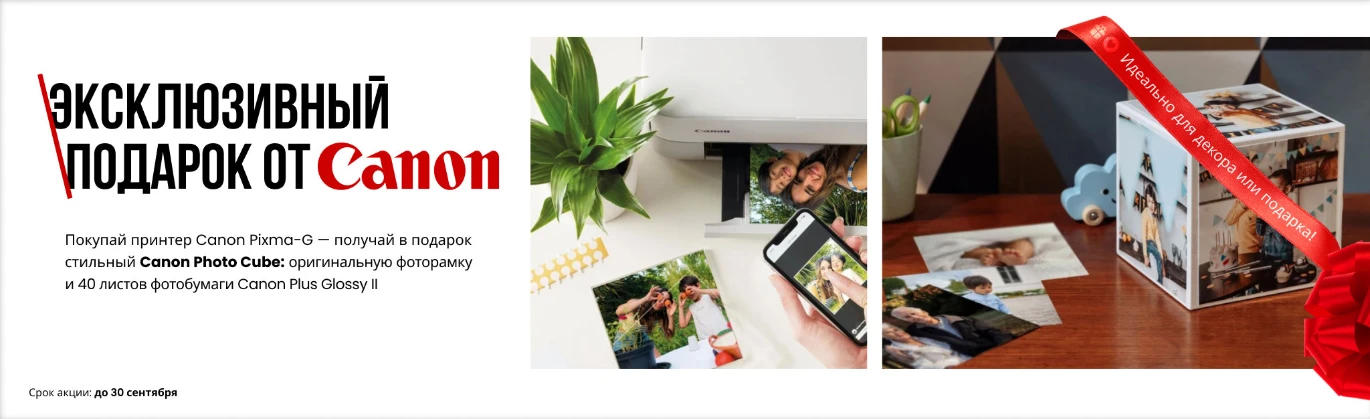 ЭКСКЛЮЗИВНЫЙ
ПОДАРОК ОТ Canon
Покупай принтер Canon Pixma-G — получай в подарок
стильный Canon Photo Cube: оригинальную фоторамку
и 40 листов фотобумаги Canon Plus Glossy II
Срок акции: до 30 сентября
Canon
Идеально для декора или подарка!